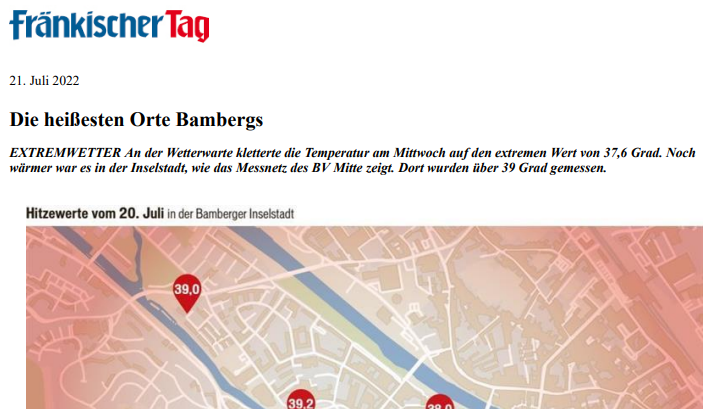 Fränkischer Tag
21. Juli 2022
Die heißesten Orte Bambergs
EXTREMWETTER An der Wetterwarte kletterte die Temperatur am Mittwoch auf den extremen Wert von 37,6 Grad. Noch
wärmer war es in der Inselstadt, wie das Messnetz des BV Mitte zeigt. Dort wurden über 39 Grad gemessen.
Hitzewerte vom 20. Juli in der Bamberger Inselstadt
39,0
39,2